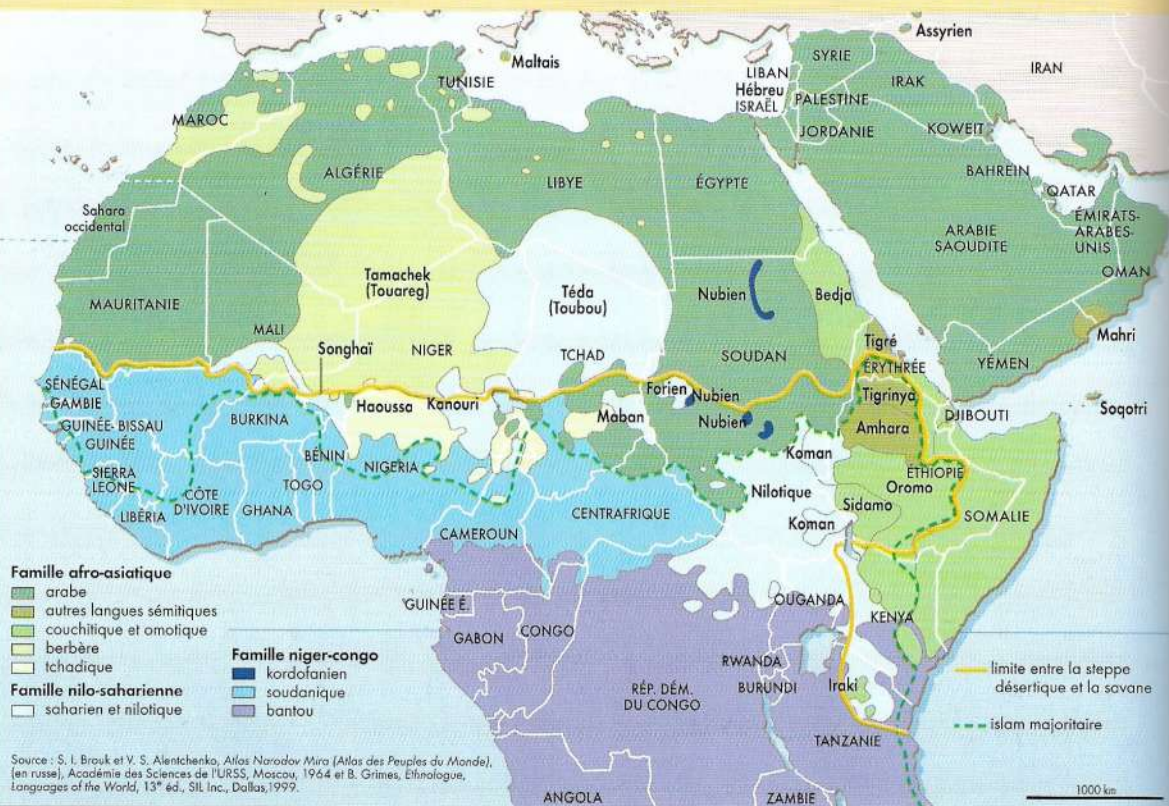 Assyrien
Maltais
SYRIE
LIBAN
Hébreu
ISRAËL
IRAK
IRAN
PALESTINE
TUNISIE
JORDANIE
KOWEIT
MAROC
ALGÉRIE
LIBYE
ÉGYPTE
BAHREIN
QATAR
Sahara
occidental
ÉMIRATS-
ARABES-
UNIS
ARABIE
SAOUDITE
OMAN
Tamachek
(Touareg)
Téda
(Toubou)
Nubien
Bedja
MAURITANIE
MALI
Mahri
Songhaï
NIGER
TCHAD
SOUDAN
Tigré
ÉRYTHRÉE
YÉMEN
SÉNÉGAL
GAMBIE
Haoussa
Kanouri
Forien
Nubien
Tigrinya
DJIBOUTI
Soqotri
GUINÉE-BISSAU
GUINÉE
BURKINA
Maban
Nubien
Amhara
BÉNIN
NIGERIA
Koman
ÉTHIOPIE
Oromo
SIERRA
LEONE
CÔTE
D'IVOIRE
TOGO
GHANA
LIBÉRIA
Nilotique
Sidamo
Koman
SOMALIE
CENTRAFRIQUE
CAMEROUN
GUINÉE É.
GABON
CONGO
OUGANDA
KENYA
RWANDA
BURUNDI
RÉP. DÉM.
DU CONGO
Iraki
TANZANIE
ANGOLA
ZAMBIE
Famille afro-asiatique
arabe
autres langues sémitiques
couchitique et omotique
berbère
tchadique
Famille nilo-saharienne
saharien et nilotique
Famille niger-congo
kordofanien
soudanique
bantou
limite entre la steppe
désertique et la savane
islam majoritaire
1000 km
Source : S. I. Brouk et V. S. Alentchenko, Atlas Narodov Mira (Atlas des Peuples du Monde),
(en russe), Académie des Sciences de l'URSS, Moscou, 1964 et B. Grimes, Ethnologue,
Languages of the World, 13e éd., SIL Inc., Dallas,1999.